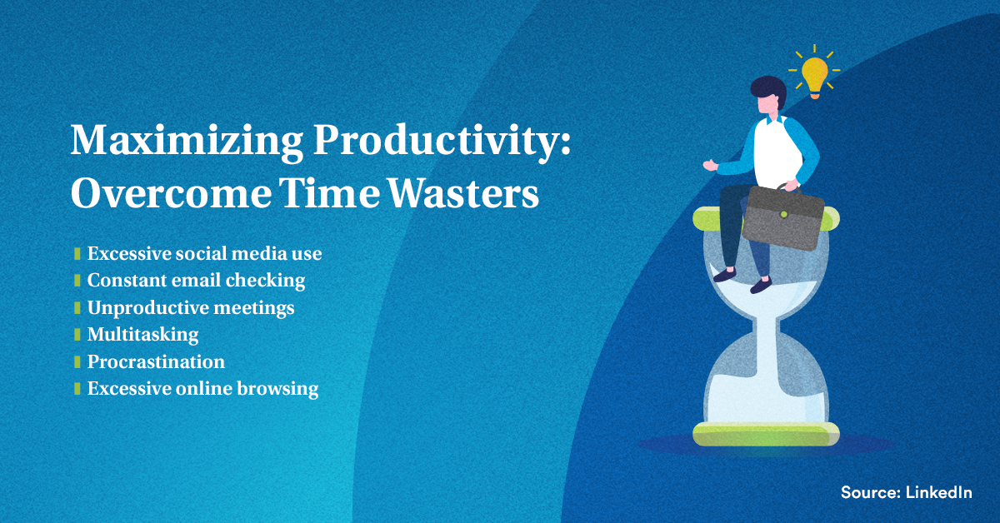 Maximizing Productivity:
Overcome Time Wasters
Excessive social media use
Constant email checking
Unproductive meetings
Multitasking
Procrastination
Excessive online browsing
Source: LinkedIn